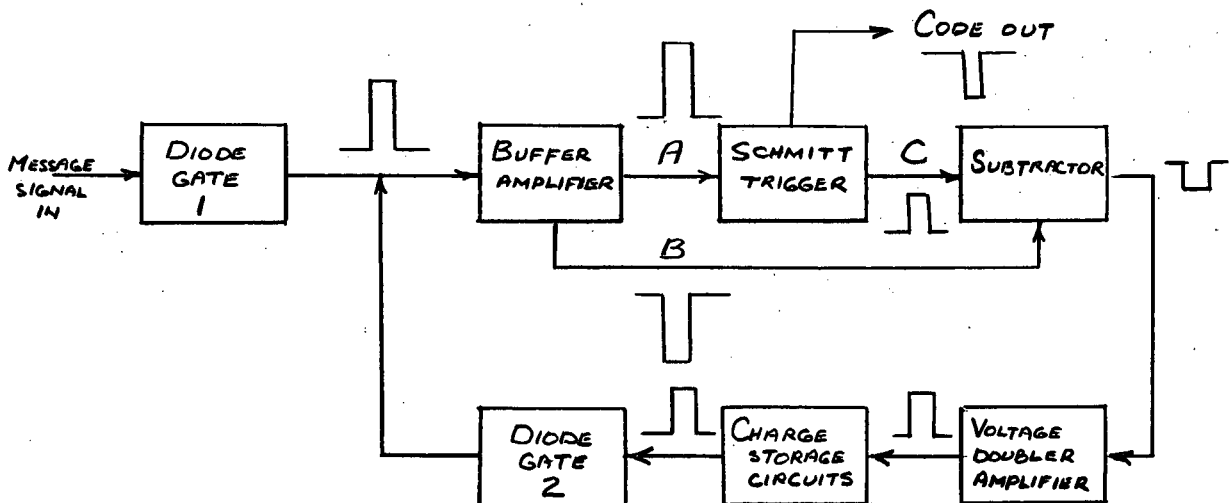 CODE OUT
MESSAGE
SIGNAL
IN
DIODE
GATE
1
BUFFER
AMPLIFIER
A
SCHMITT
TRIGGER
C
SUBTRACTOR
B
DIODE
GATE
2
CHARGE
STORAGE
CIRCUITS
VOLTAGE
DOUBLER
AMPLIFIER